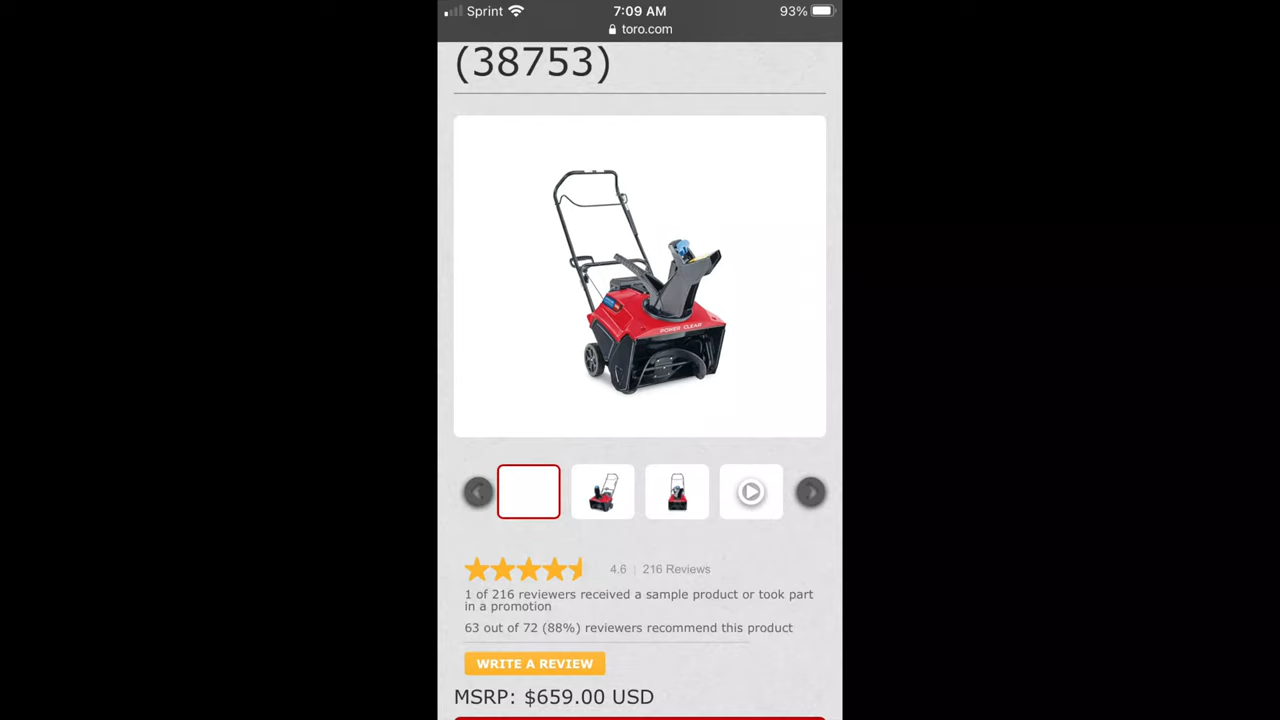 Sprint 7:09 AM 93%
toro.com
(38753)
POWER CLEAR
4.6 | 216 Reviews
1 of 216 reviewers received a sample product or took part
in a promotion
63 out of 72 (88%) reviewers recommend this product
WRITE A REVIEW
MSRP: $659.00 USD